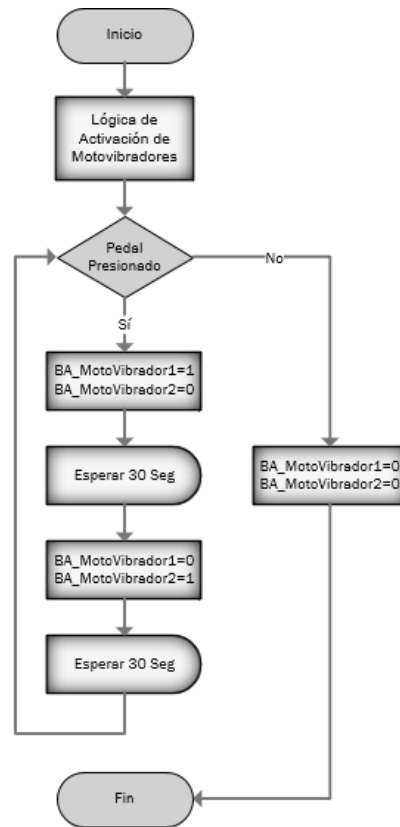 Inicio
Lógica de
Activación de
Motovibradores
Pedal
Presionado
No
Sí
BA_MotoVibrador1=1
BA_MotoVibrador2=0
Esperar 30 Seg
BA_MotoVibrador1=0
BA_MotoVibrador2=0
BA_MotoVibrador1=0
BA_MotoVibrador2=1
Esperar 30 Seg
Fin